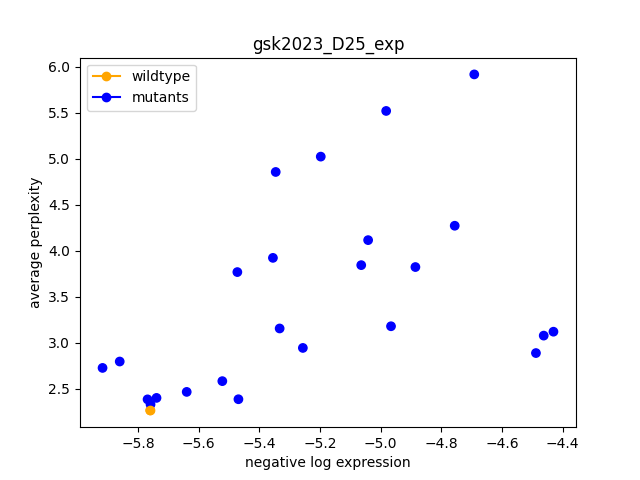 gsk2023_D25_exp
wildtype
mutants
6.0
5.5
5.0
4.5
4.0
3.5
3.0
2.5
average perplexity
−5.8 −5.6 −5.4 −5.2 −5.0 −4.8 −4.6 −4.4
negative log expression